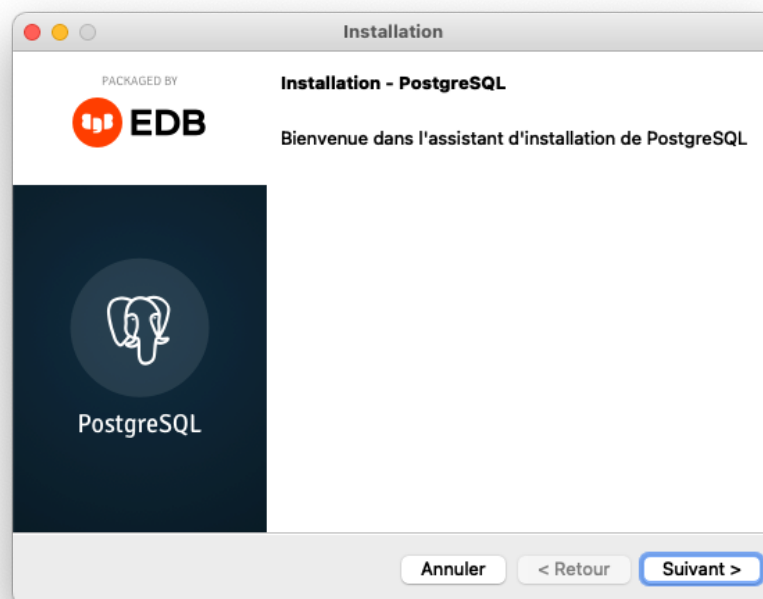 Installation
PACKAGED BY
EDB
Installation - PostgreSQL
Bienvenue dans l'assistant d'installation de PostgreSQL
PostgreSQL
Annuler
< Retour
Suivant >